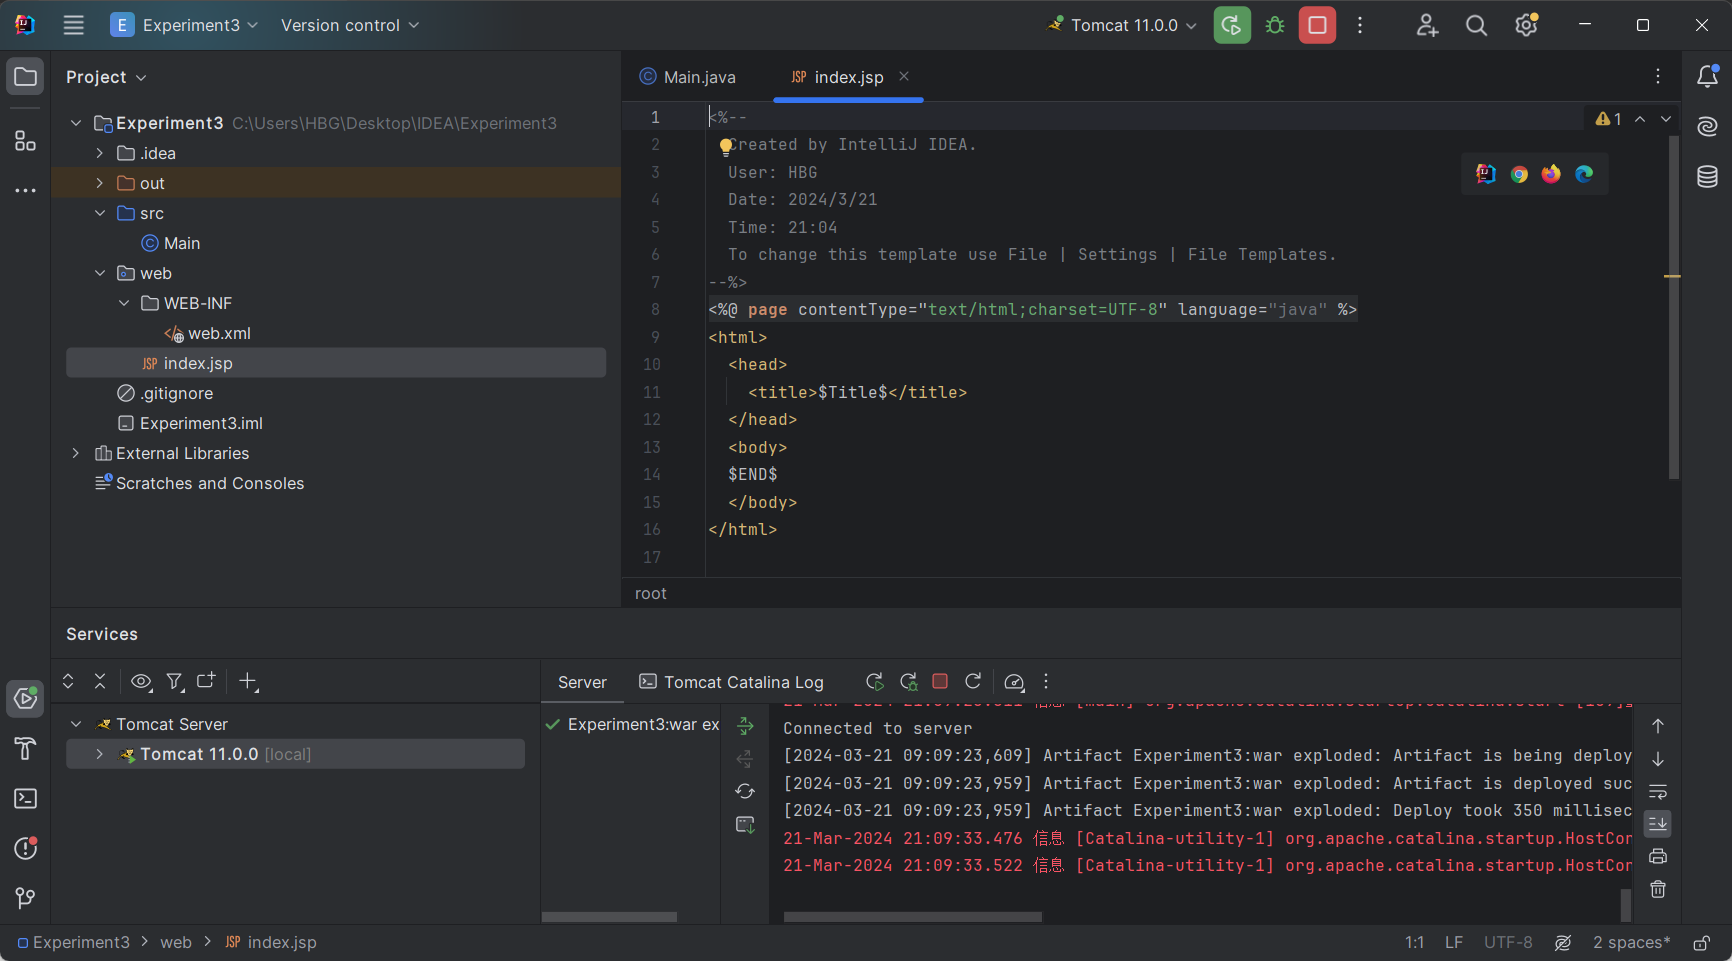 E Experiment3 Version control Tomcat 11.0.0
Project
Experiment3 C:\Users\HBG\Desktop\IDEA\Experiment3
.idea
out
src
Main
web
WEB-INF
web.xml
JSP index.jsp
.gitignore
Experiment3.iml
External Libraries
Scratches and Consoles
Main.java JSP index.jsp
1 <%--
2 Created by IntelliJ IDEA.
3 User: HBG
4 Date: 2024/3/21
5 Time: 21:04
6 To change this template use File | Settings | File Templates.
7 --%>
8 <%@ page contentType="text/html;charset=UTF-8" language="java" %>
9 <html>
10 <head>
11 <title>$Title$</title>
12 </head>
13 <body>
14 $END$
15 </body>
16 </html>
17
1
root
Services
Server Tomcat Catalina Log
Tomcat Server
Tomcat 11.0.0 [local]
Experiment3:war ex
Connected to server
[2024-03-21 09:09:23,609] Artifact Experiment3:war exploded: Artifact is being deploy
[2024-03-21 09:09:23,959] Artifact Experiment3:war exploded: Artifact is deployed suc
[2024-03-21 09:09:23,959] Artifact Experiment3:war exploded: Deploy took 350 millisec
21-Mar-2024 21:09:33.476 信息 [Catalina-utility-1] org.apache.catalina.startup.HostCon
21-Mar-2024 21:09:33.522 信息 [Catalina-utility-1] org.apache.catalina.startup.HostCon
Experiment3 > web > JSP index.jsp
1:1 LF UTF-8 2 spaces*